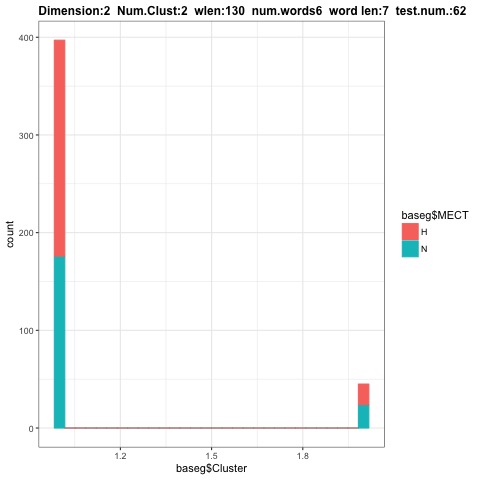 Dimension:2 Num.Clust:2 wlen:130 num.words6 word len:7 test.num.:62
400
300
200
100
0
count
1.2 1.5 1.8
baseg$Cluster
baseg$MECT
H
N